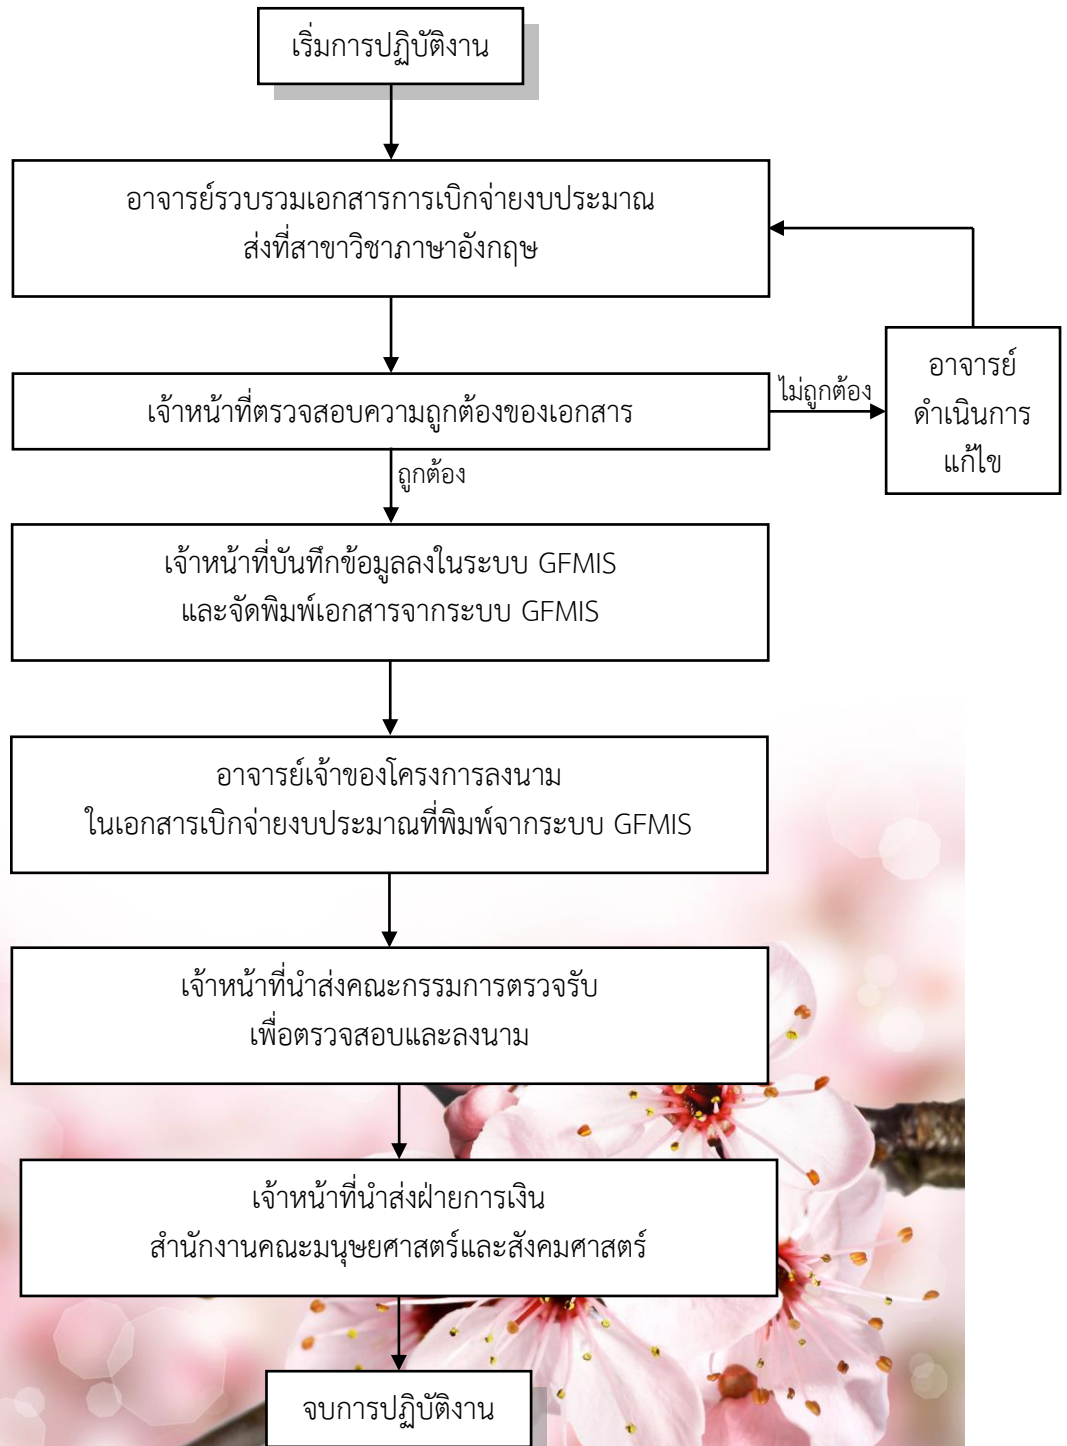 เริ่มการปฏิบัติงาน
อาจารย์รวบรวมเอกสารการเบิกจ่ายงบประมาณ
ส่งที่สาขาวิชาภาษาอังกฤษ
เจ้าหน้าที่ตรวจสอบความถูกต้องของเอกสาร
ไม่ถูกต้อง
อาจารย์
ดำเนินการ
แก้ไข
ถูกต้อง
เจ้าหน้าที่บันทึกข้อมูลลงในระบบ GFMIS
และจัดพิมพ์เอกสารจากระบบ GFMIS
อาจารย์เจ้าของโครงการลงนาม
ในเอกสารเบิกจ่ายงบประมาณที่พิมพ์จากระบบ GFMIS
เจ้าหน้าที่นำส่งคณะกรรมการตรวจรับ
เพื่อตรวจสอบและลงนาม
เจ้าหน้าที่นำส่งฝ่ายการเงิน
สำนักงานคณะมนุษยศาสตร์และสังคมศาสตร์
จบการปฏิบัติงาน